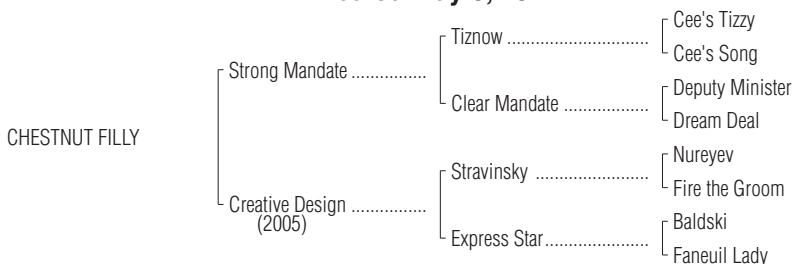 Cee's Tizzy
Tiznow ................................
Cee's Song
Strong Mandate .................
Deputy Minister
Clear Mandate ...................
Dream Deal
CHESTNUT FILLY
Nureyev
Stravinsky .........................
Fire the Groom
Creative Design .................
(2005)
Baldski
Express Star.......................
Faneuil Lady